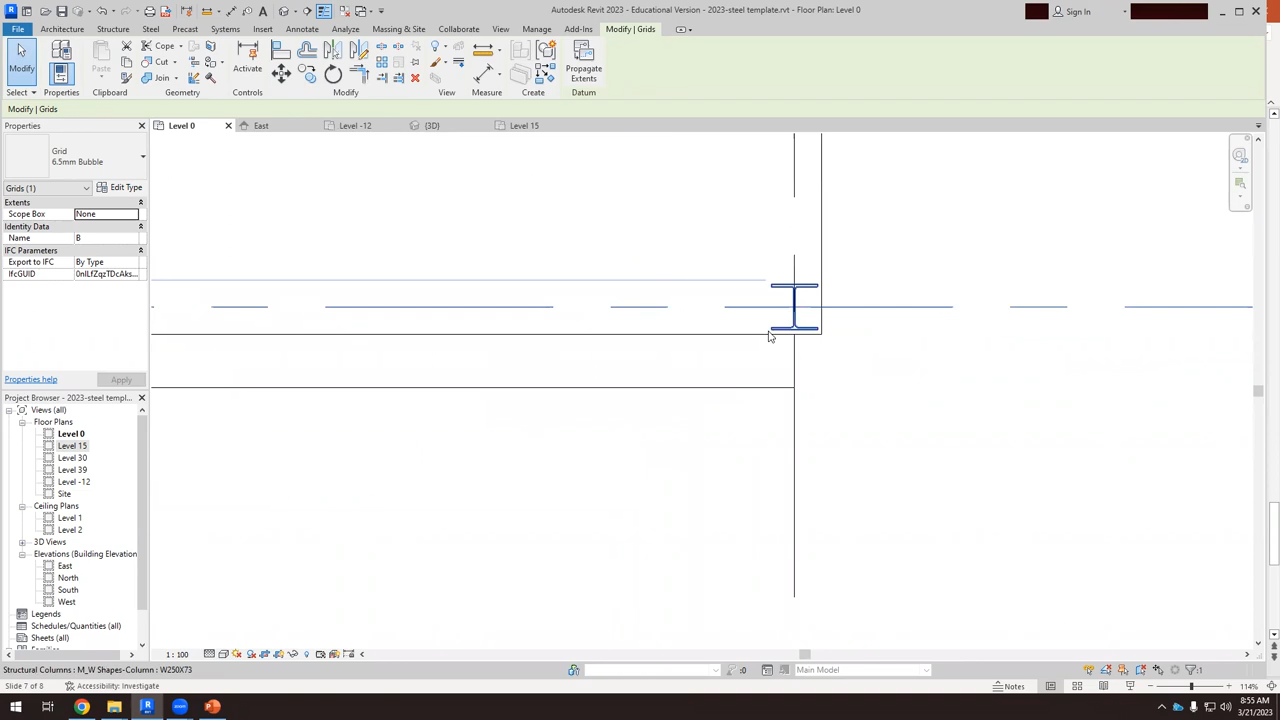 Autodesk Revit 2023 - Educational Version - 2023-steel template.rvt - Floor Plan: Level 0
Sign In
File Architecture Structure Steel Precast Systems Insert Annotate Analyze Massing & Site Collaborate View Manage Add-Ins Modify | Grids
Modify
Paste
Cope
Cut
Join
Activate
Propagate
Extents
Select Properties Clipboard Geometry Controls Modify View Measure Create Datum
Modify | Grids
Properties
Level 0 East Level -12 {3D} Level 15
Grid
6.5mm Bubble
Grids (1) Edit Type
Extents
Scope Box None
Identity Data
Name B
IFC Parameters
Export to IFC By Type
IfcGUID 0nlLfZqzTDcAks...
Properties help Apply
Project Browser - 2023-steel templ...
Views (all)
Floor Plans
Level 0
Level 15
Level 30
Level 39
Level -12
Site
Ceiling Plans
Level 1
Level 2
3D Views
Elevations (Building Elevation
East
North
South
West
Legends
Schedules/Quantities (all)
Sheets (all)
1 : 100
Structural Columns : M_W Shapes-Column : W250X73
:0 Main Model :1
Slide 7 of 8 Accessibility: Investigate Notes 114%
8:55 AM
3/21/2023